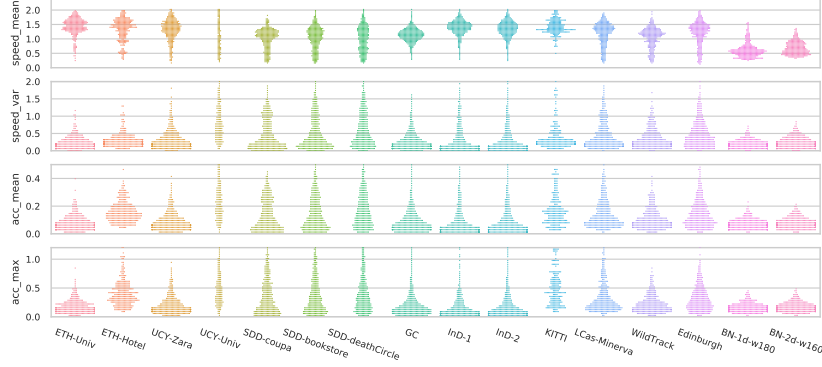 speed_mean
2.0
1.5
1.0
0.5
0.0
speed_var
2.0
1.5
1.0
0.5
0.0
acc_mean
0.4
0.2
0.0
acc_max
1.0
0.5
0.0
ETH-Univ
ETH-Hotel
UCY-Zara
UCY-Univ
SDD-coupa
SDD-bookstore
SDD-deathCircle
GC
InD-1
InD-2
KITTI
LCas-Minerva
WildTrack
Edinburgh
BN-1d-w180
BN-2d-w160